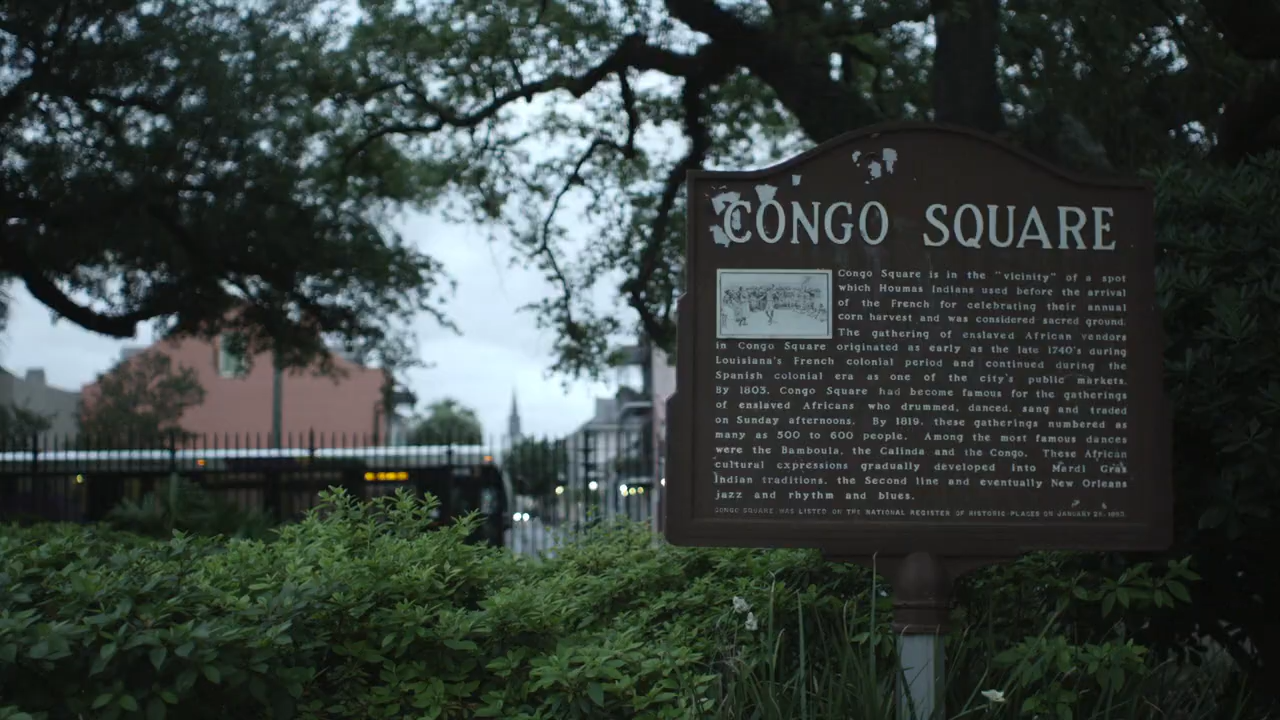 CONGO SQUARE
Congo Square is in the "vicinity" of a spot
which Houmas Indians used before the arrival
of the French for celebrating their annual
corn harvest and was considered sacred ground.
The gathering of enslaved African vendors
in Congo Square originated as early as the late 1740's during
Louisiana's French colonial period and continued during the
Spanish colonial era as one of the city's public markets.
By 1803, Congo Square had become famous for the gatherings
of enslaved Africans who drummed, danced, sang and traded
on Sunday afternoons. By 1819, these gatherings numbered as
many as 500 to 600 people. Among the most famous dances
were the Bamboula, the Calinda and the Congo. These African
cultural expressions gradually developed into Mardi Gras
Indian traditions, the Second line and eventually New Orleans
jazz and rhythm and blues.
CONGO SQUARE WAS LISTED ON THE NATIONAL REGISTER OF HISTORIC PLACES ON JANUARY